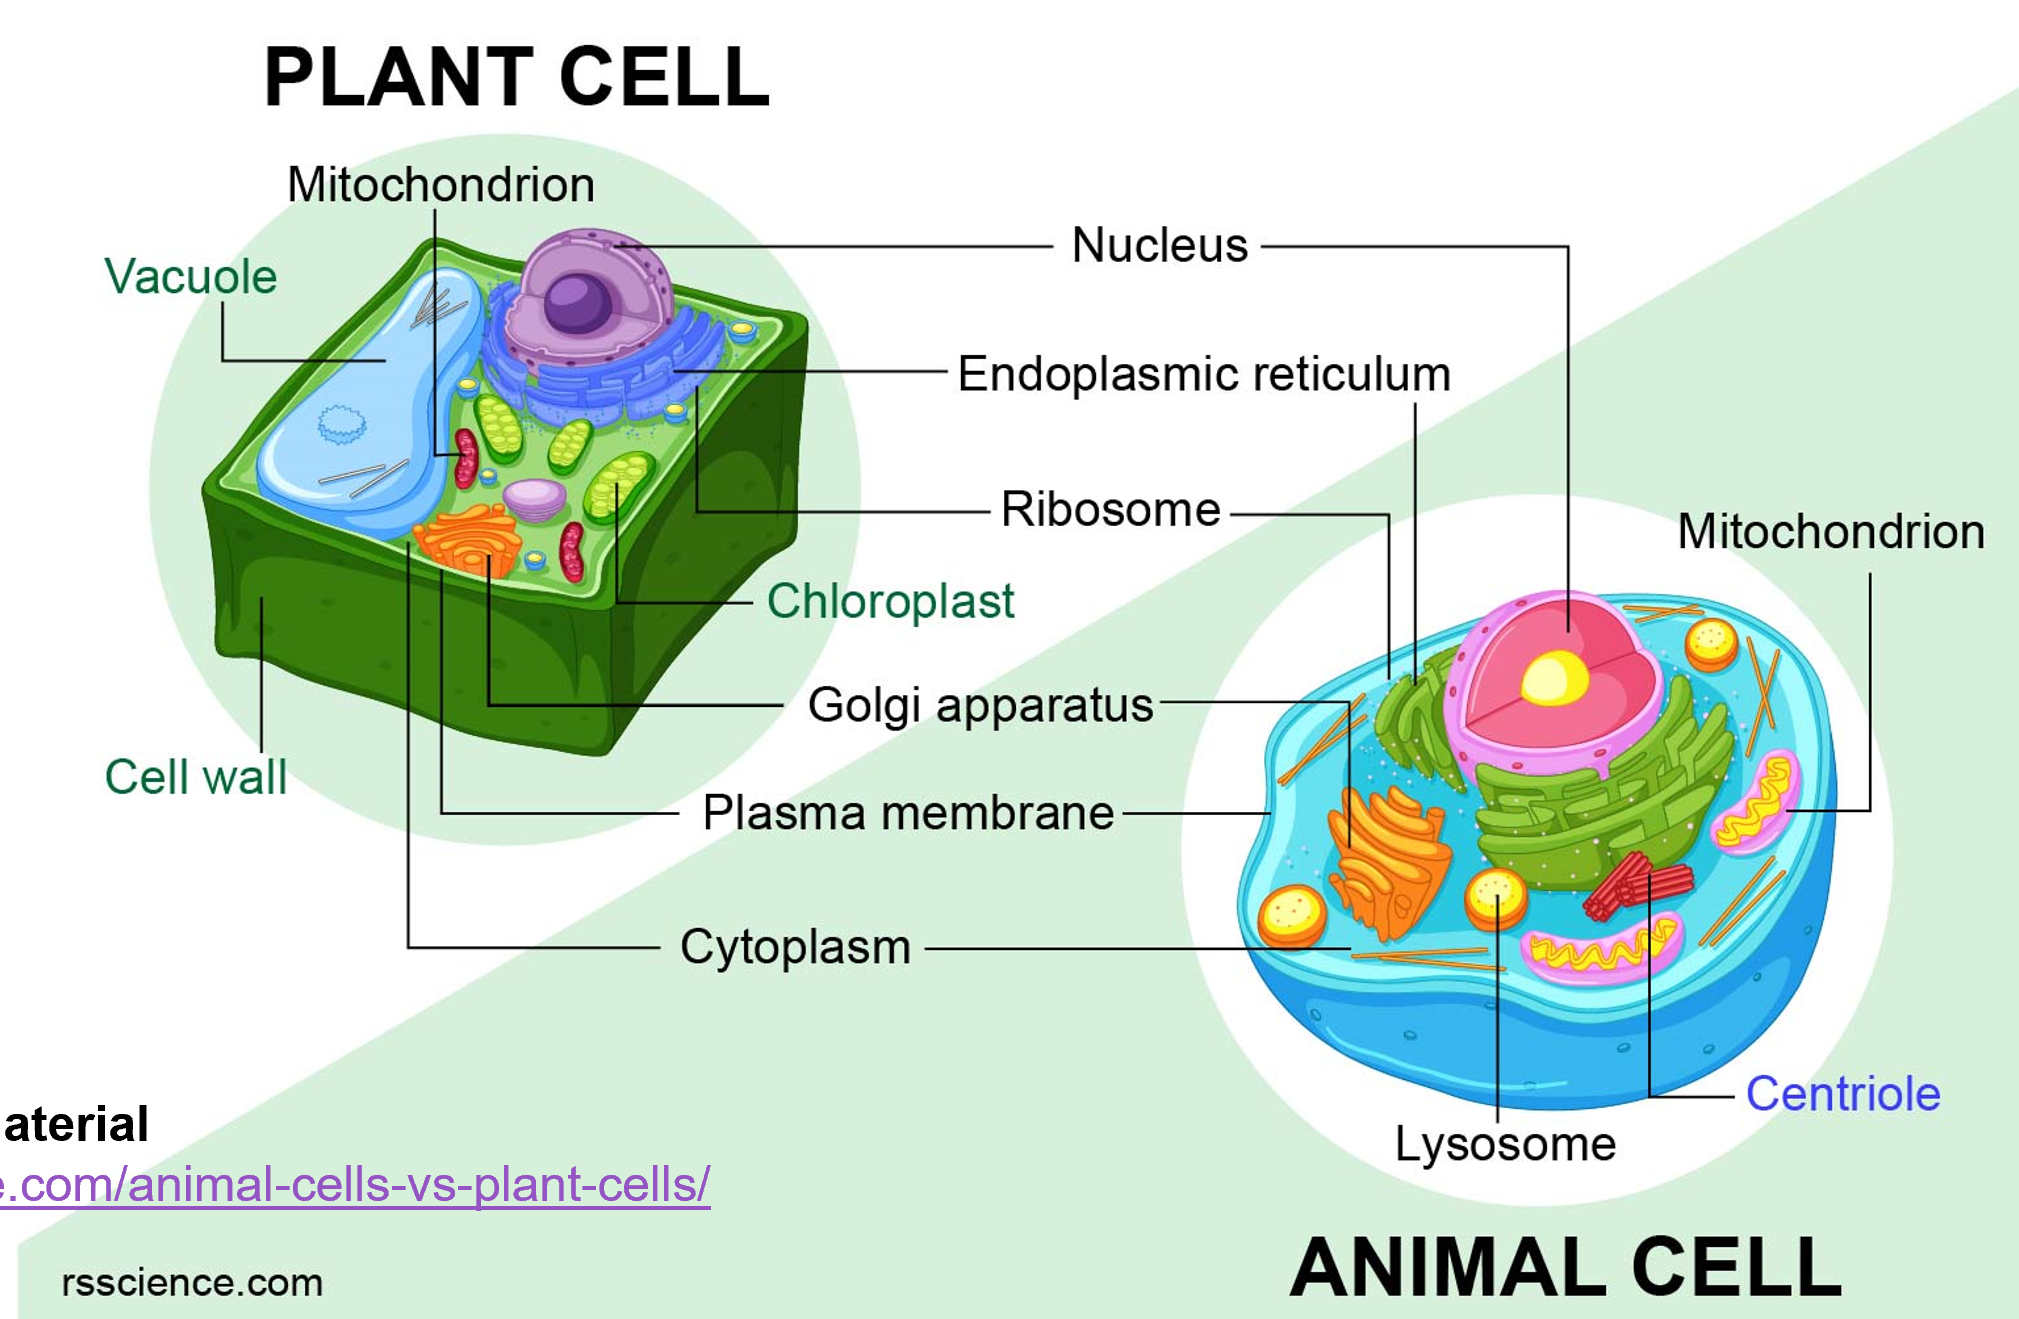 PLANT CELL
Mitochondrion
Vacuole
Nucleus
Endoplasmic reticulum
Ribosome
Mitochondrion
Chloroplast
Golgi apparatus
Cell wall
Plasma membrane
Cytoplasm
Centriole
Lysosome
aterial
e.com/animal-cells-vs-plant-cells/
rsscience.com
ANIMAL CELL